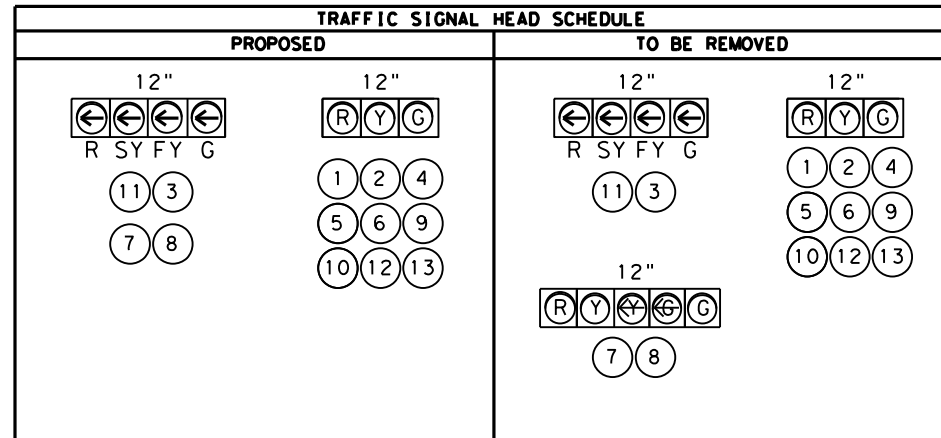 TRAFFIC SIGNAL HEAD SCHEDULE
PROPOSED
12"
R SY FY G
11 3
7 8
12"
R Y G
1 2 4
5 6 9
10 12 13
TO BE REMOVED
12"
R SY FY G
11 3
12"
R Y G
1 2 4
5 6 9
10 12 13
12"
R Y Y G G
7 8